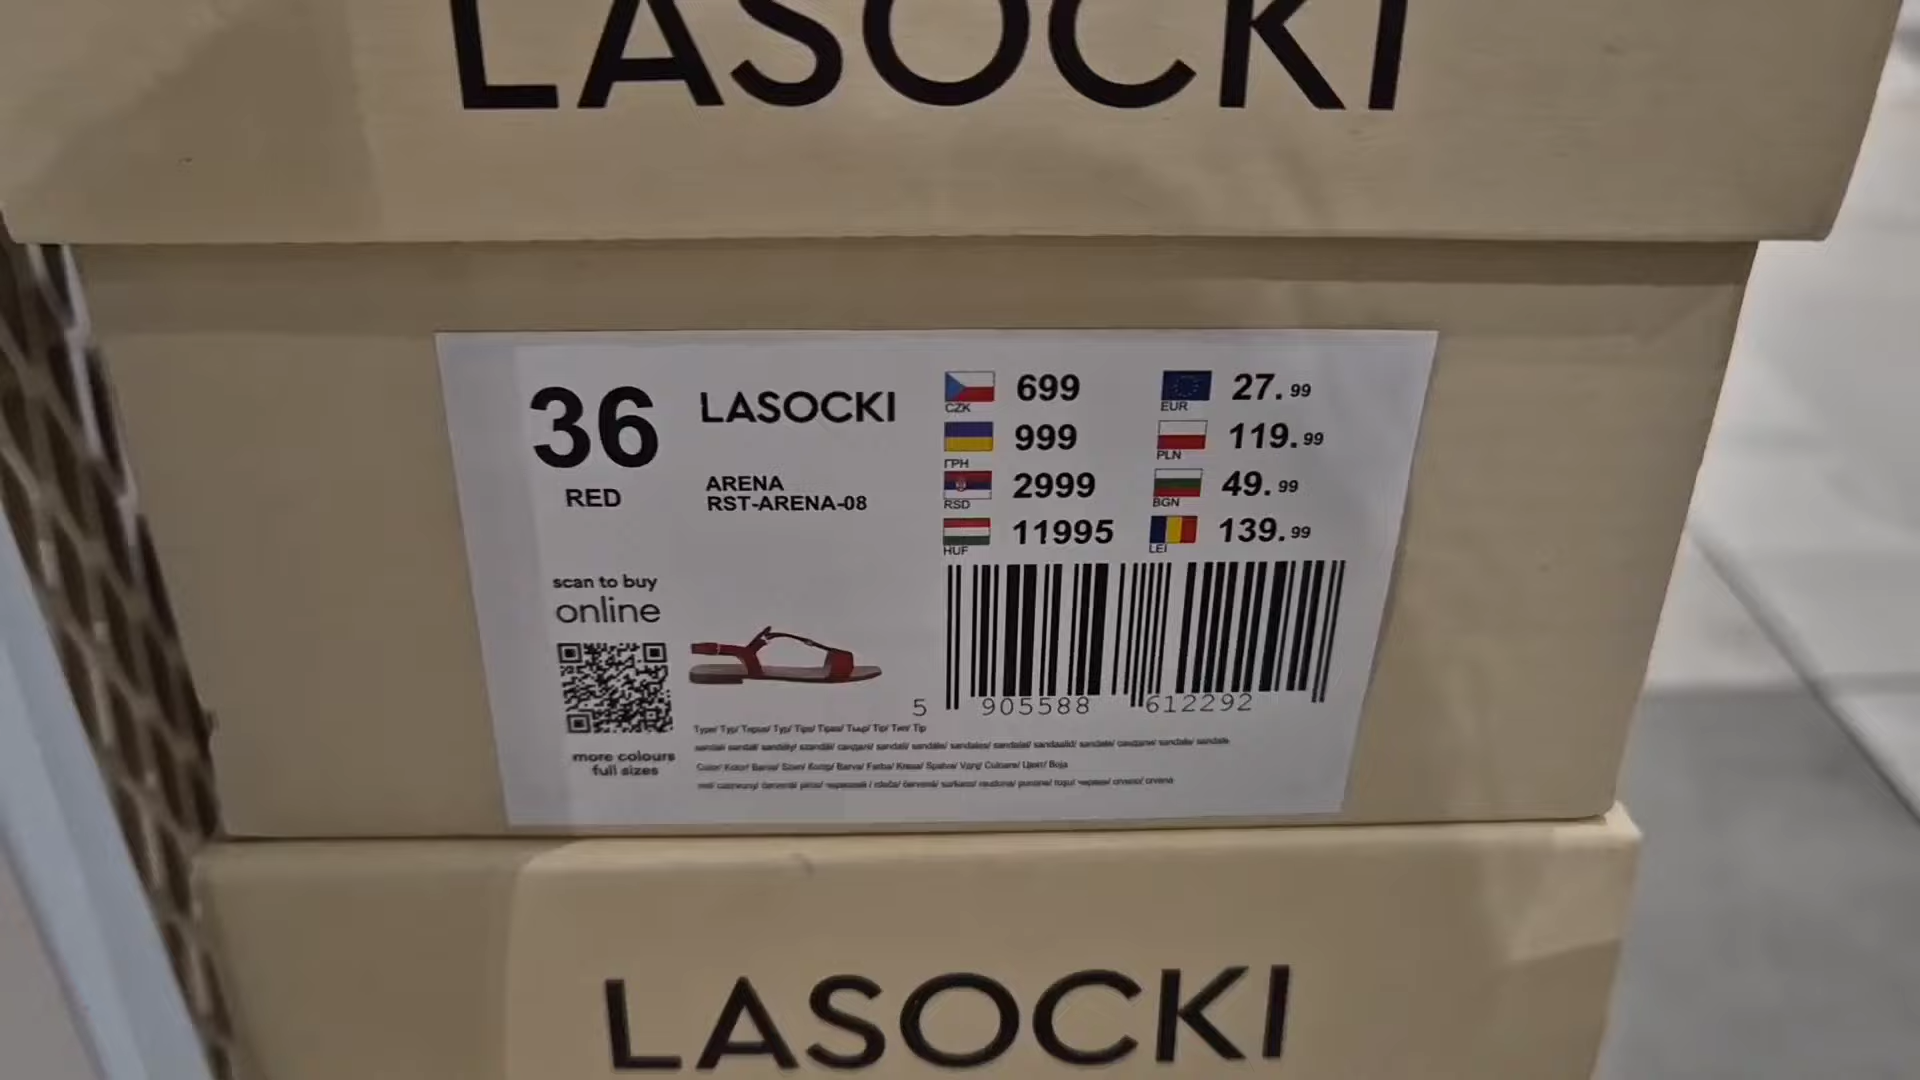 LASOCKI
36
RED
LASOCKI
ARENA
RST-ARENA-08
CZK 699
EUR 27.99
ГРН 999
PLN 119.99
RSD 2999
BGN 49.99
HUF 11995
LEI 139.99
scan to buy
online
more colours
full sizes
5 905588 612292
LASOCKI